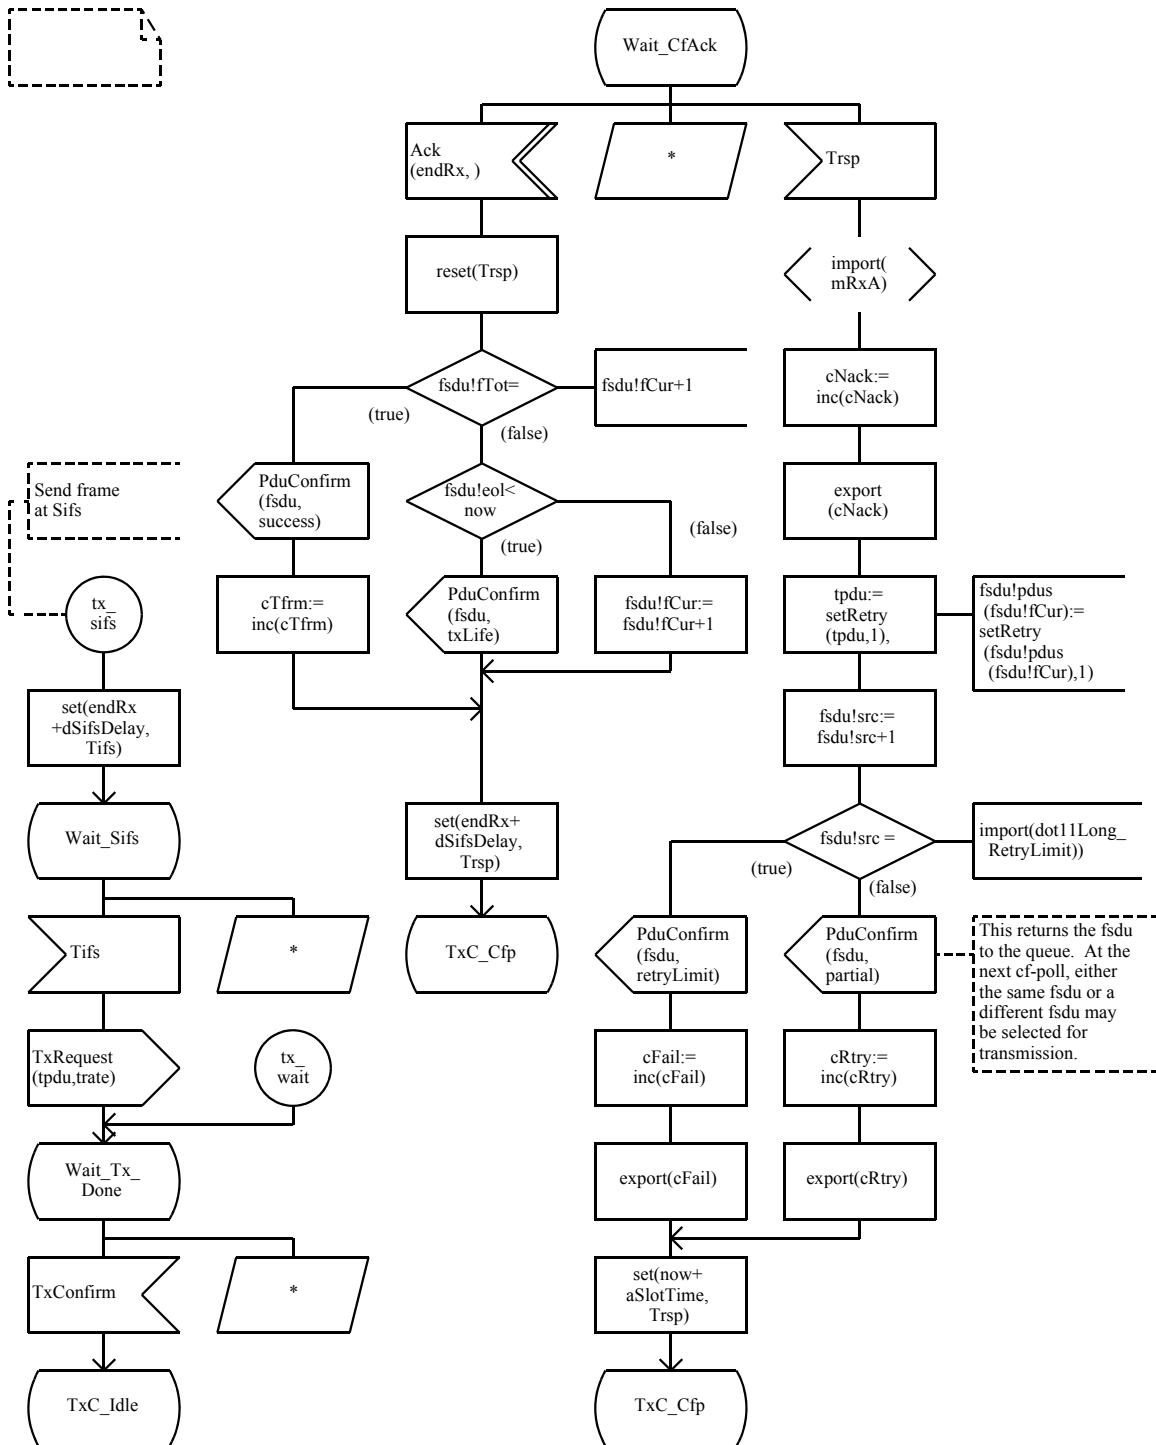 Wait_CfAck
Ack
(endRx, )
*
Trsp
reset(Trsp)
import(
mRxA)
fsdu!fTot=
fsdu!fCur+1
(true)
(false)
cNack:=
inc(cNack)
Send frame
at Sifs
PduConfirm
(fsdu,
success)
fsdu!eol<
now
(true)
(false)
export
(cNack)
tx_
sifs
cTfrm:=
inc(cTfrm)
PduConfirm
(fsdu,
txLife)
fsdu!fCur:=
fsdu!fCur+1
tpdu:=
setRetry
(tpdu,1),
fsdu!pdus
(fsdu!fCur):=
setRetry
(fsdu!pdus
(fsdu!fCur),1)
set(endRx
+dSifsDelay,
Tifs)
fsdu!src:=
fsdu!src+1
Wait_Sifs
set(endRx+
dSifsDelay,
Trsp)
fsdu!src =
import(dot11Long_
RetryLimit))
(true)
(false)
Tifs
*
TxC_Cfp
PduConfirm
(fsdu,
retryLimit)
PduConfirm
(fsdu,
partial)
This returns the fsdu
to the queue.  At the
next cf-poll, either
the same fsdu or a
different fsdu may
be selected for
transmission.
TxRequest
(tpdu,trate)
tx_
wait
cFail:=
inc(cFail)
cRtry:=
inc(cRtry)
Wait_Tx_
Done
export(cFail)
export(cRtry)
TxConfirm
*
set(now+
aSlotTime,
Trsp)
TxC_Idle
TxC_Cfp